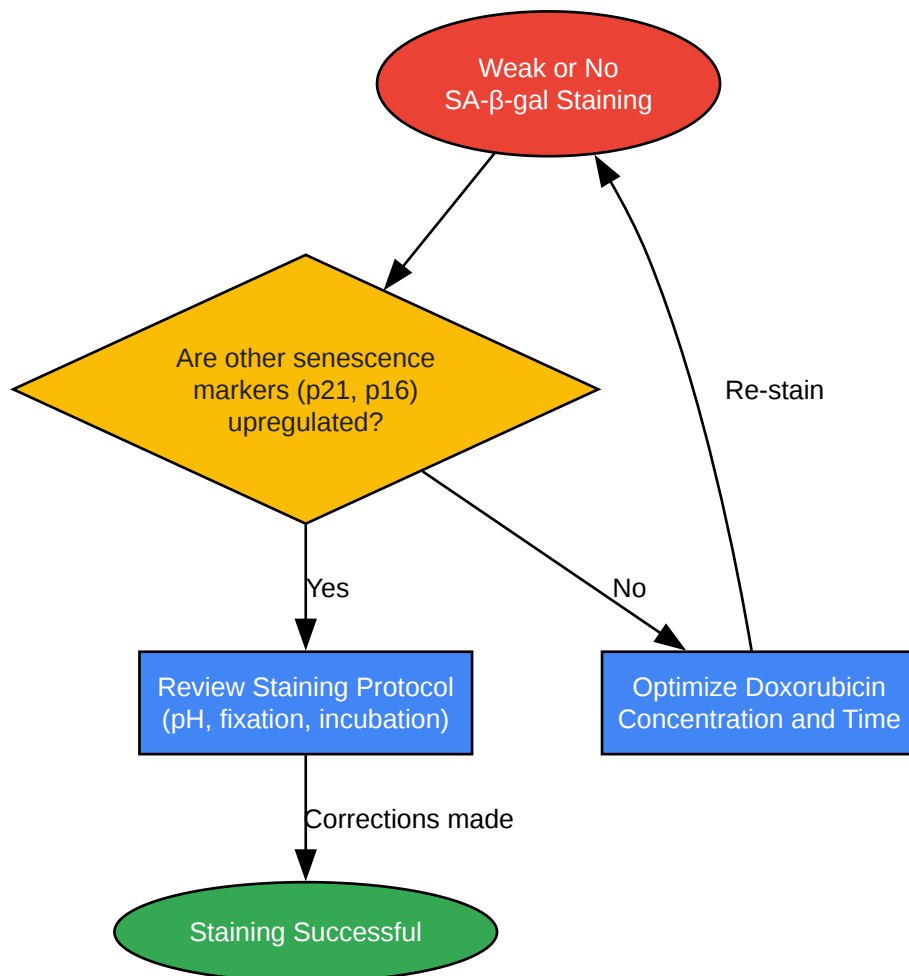 Weak or No
SA-β-gal Staining
Are other senescence
markers (p21, p16)
upregulated?
Re-stain
Yes
No
Review Staining Protocol
(pH, fixation, incubation)
Optimize Doxorubicin
Concentration and Time
Corrections made
Staining Successful